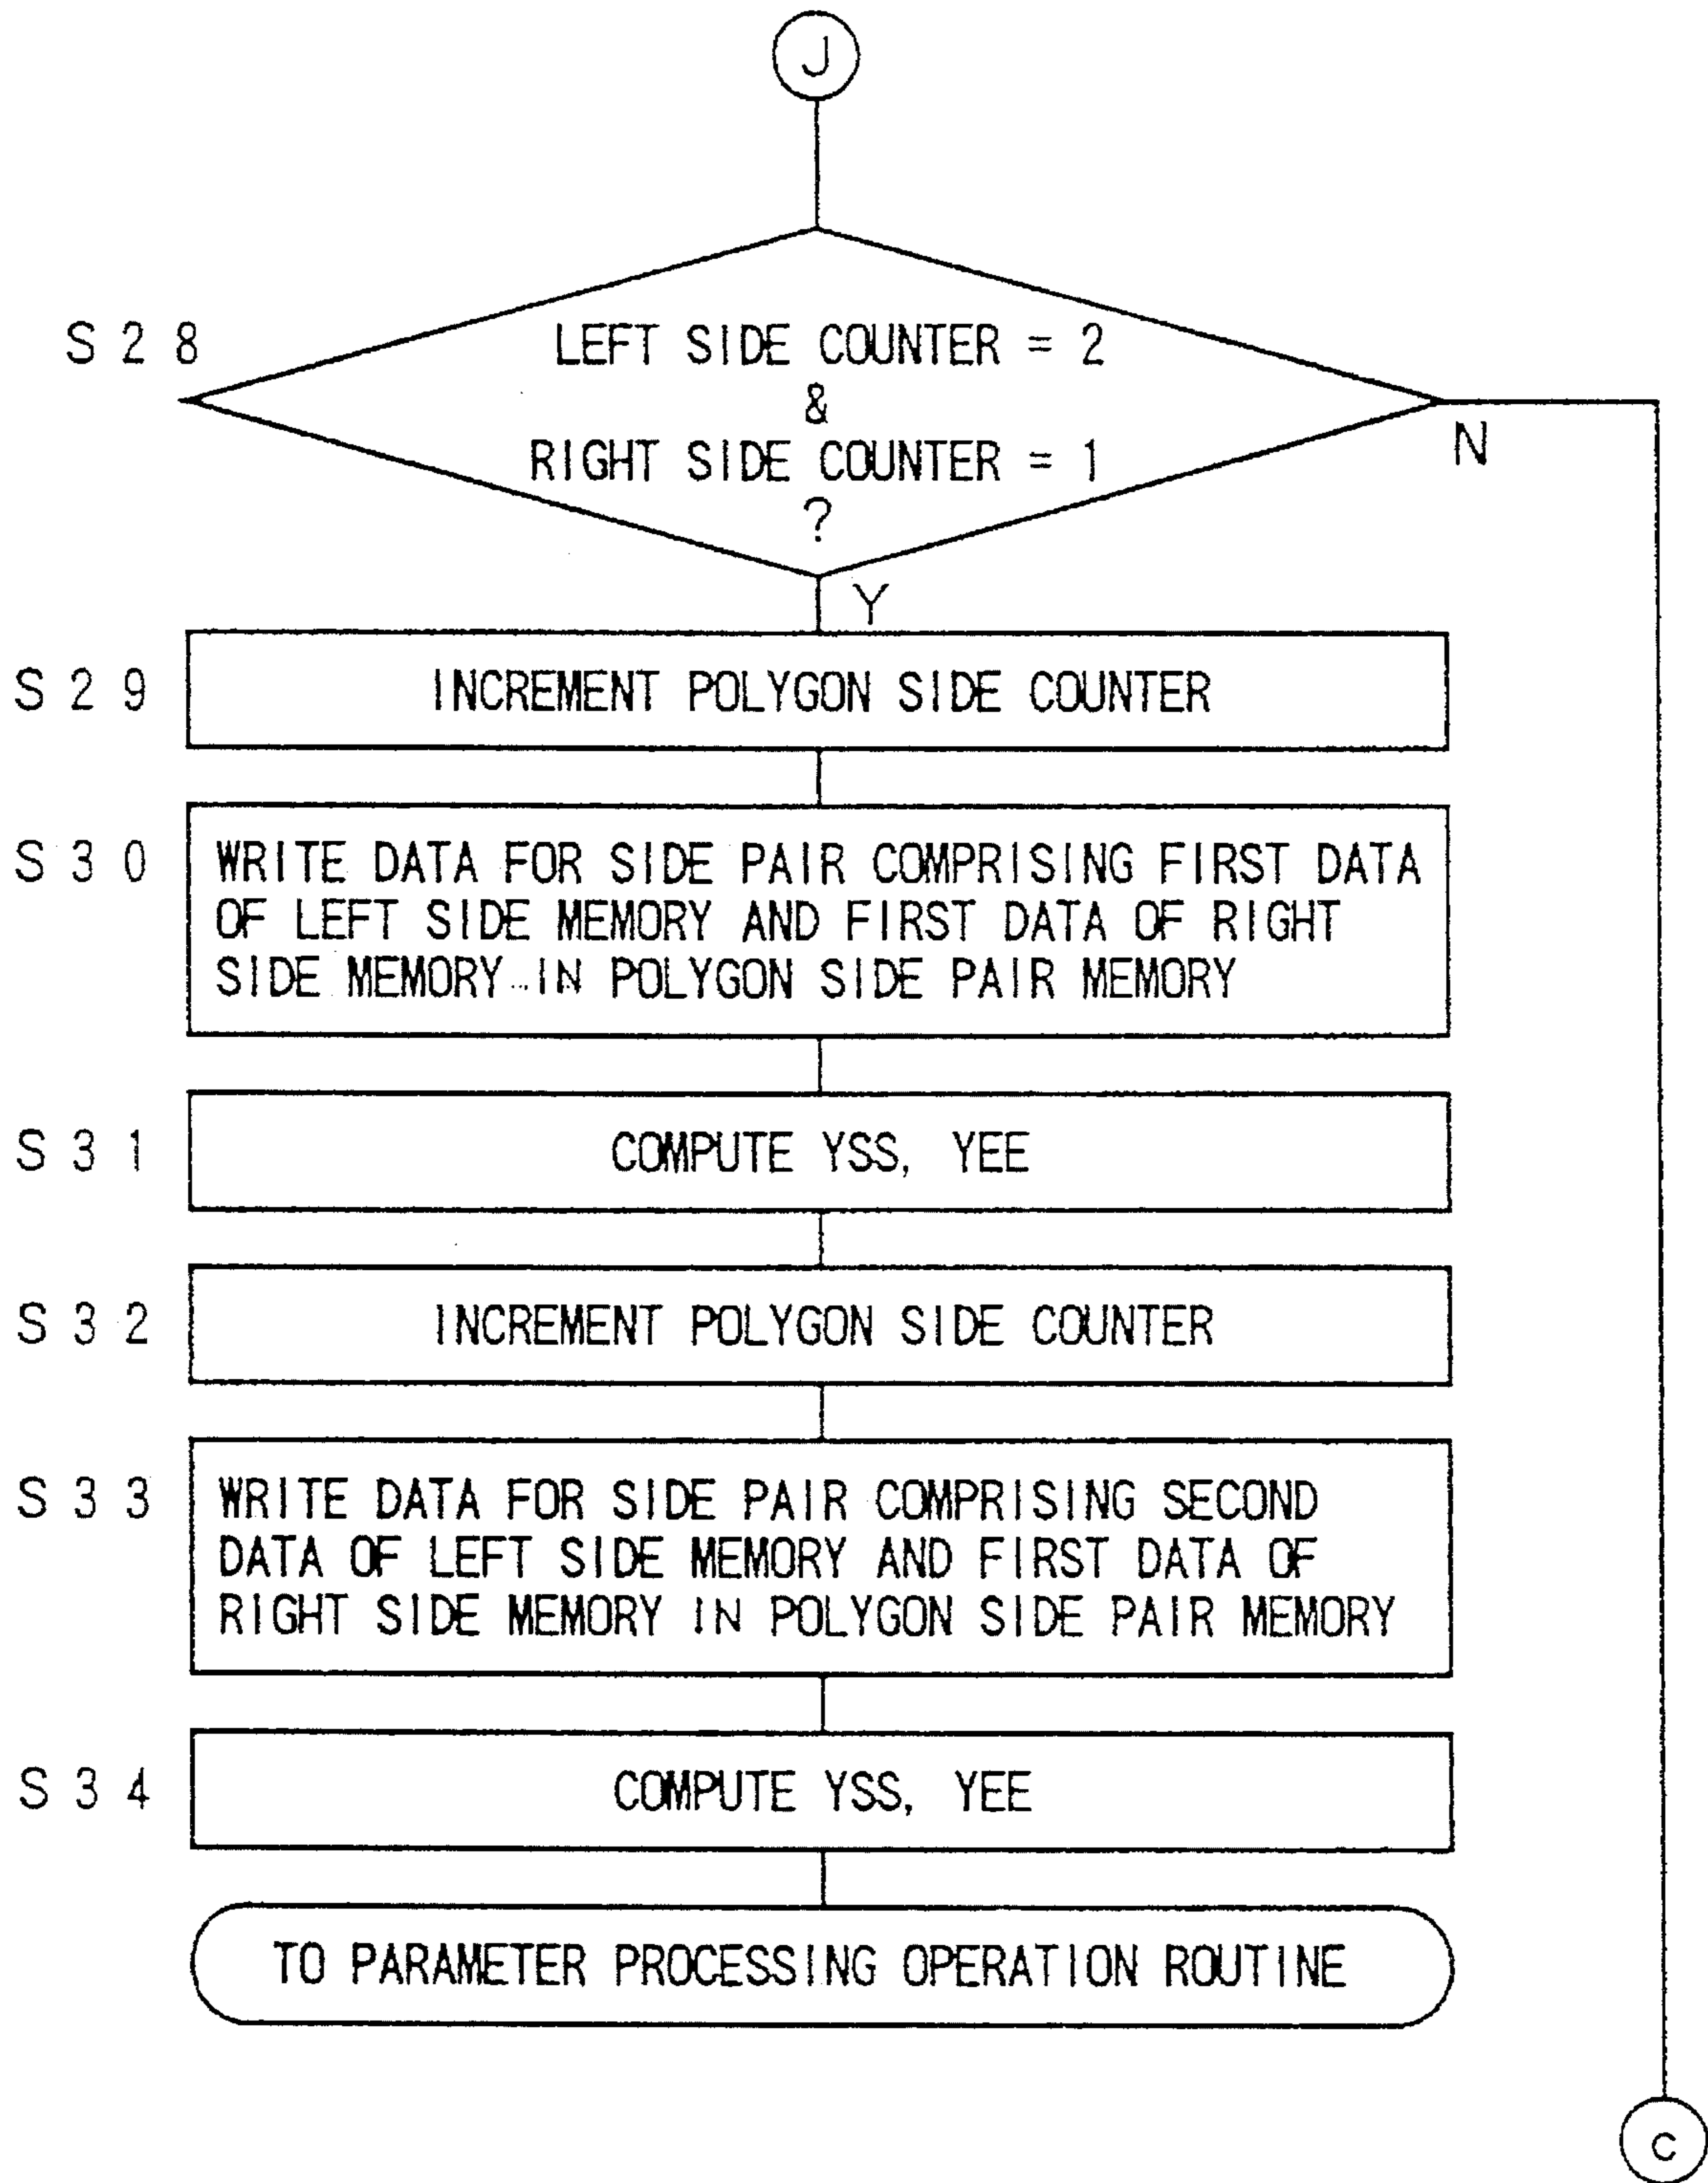 J
S 2 8
LEFT SIDE COUNTER = 2
&
RIGHT SIDE COUNTER = 1
?
N
Y
S 2 9
INCREMENT POLYGON SIDE COUNTER
S 3 0
WRITE DATA FOR SIDE PAIR COMPRISING FIRST DATA
OF LEFT SIDE MEMORY AND FIRST DATA OF RIGHT
SIDE MEMORY IN POLYGON SIDE PAIR MEMORY
S 3 1
COMPUTE YSS, YEE
S 3 2
INCREMENT POLYGON SIDE COUNTER
S 3 3
WRITE DATA FOR SIDE PAIR COMPRISING SECOND
DATA OF LEFT SIDE MEMORY AND FIRST DATA OF
RIGHT SIDE MEMORY IN POLYGON SIDE PAIR MEMORY
S 3 4
COMPUTE YSS, YEE
TO PARAMETER PROCESSING OPERATION ROUTINE
c